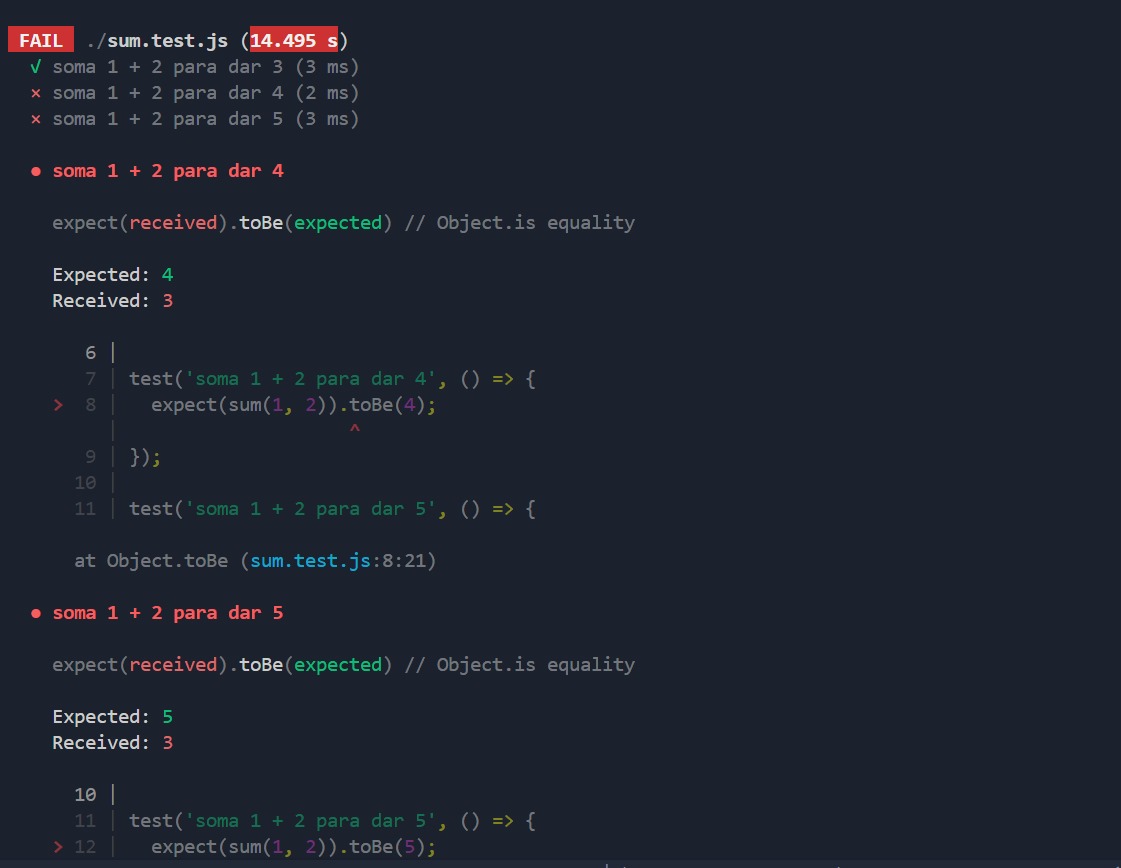 FAIL ./sum.test.js (14.495 s)
√ soma 1 + 2 para dar 3 (3 ms)
× soma 1 + 2 para dar 4 (2 ms)
× soma 1 + 2 para dar 5 (3 ms)
● soma 1 + 2 para dar 4
expect(received).toBe(expected) // Object.is equality
Expected: 4
Received: 3
6 |
7 | test('soma 1 + 2 para dar 4', () => {
> 8 | expect(sum(1, 2)).toBe(4);
| ^
9 | });
10 |
11 | test('soma 1 + 2 para dar 5', () => {
at Object.toBe (sum.test.js:8:21)
● soma 1 + 2 para dar 5
expect(received).toBe(expected) // Object.is equality
Expected: 5
Received: 3
10 |
11 | test('soma 1 + 2 para dar 5', () => {
> 12 | expect(sum(1, 2)).toBe(5);